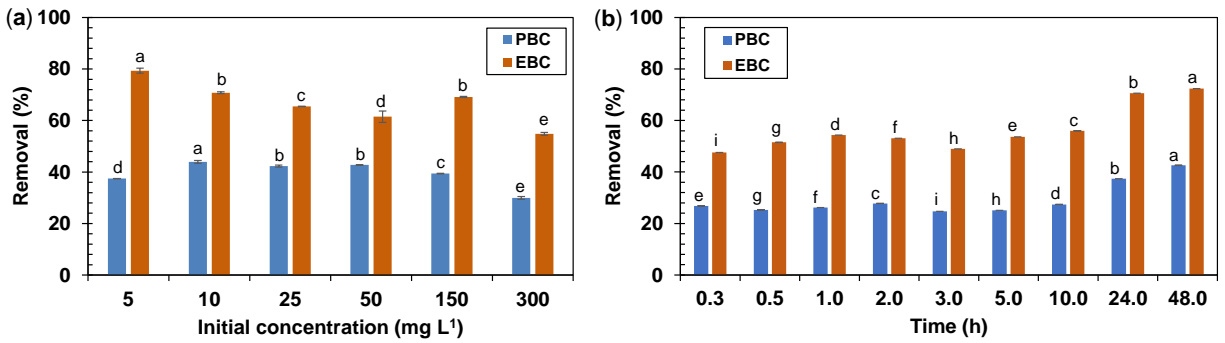 (a)
100
80
60
40
20
0
Removal (%)
PBC
EBC
a
b
c
d
b
e
d
a
b
b
c
e
5 10 25 50 150 300
Initial concentration (mg L¹)
(b)
100
80
60
40
20
0
Removal (%)
PBC
EBC
i g d f h e c b a
e g f c i h d b a
0.3 0.5 1.0 2.0 3.0 5.0 10.0 24.0 48.0
Time (h)